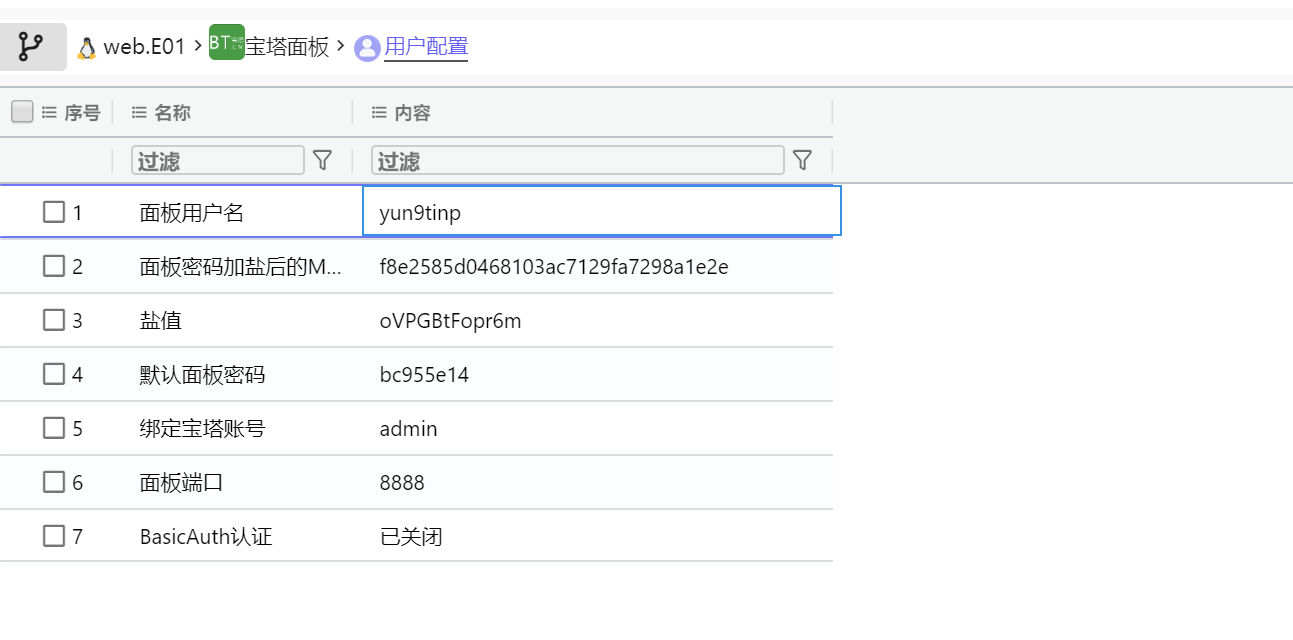 web.E01 > BT 宝塔面板 > 用户配置
序号 名称 内容
过滤 过滤
1 面板用户名 yun9tinp
2 面板密码加盐后的M... f8e2585d0468103ac7129fa7298a1e2e
3 盐值 oVPGBtFopr6m
4 默认面板密码 bc955e14
5 绑定宝塔账号 admin
6 面板端口 8888
7 BasicAuth认证 已关闭